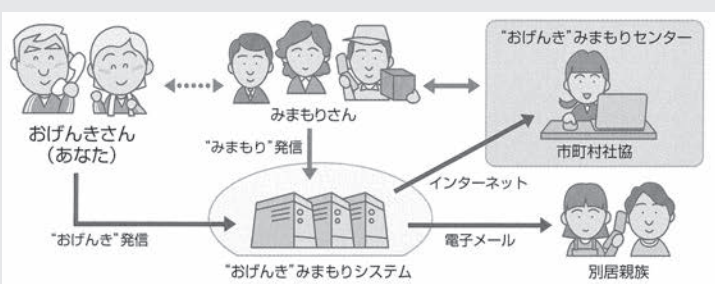 おげんきさん
(あなた)
みまもりさん
"おげんき"みまもりセンター
市町村社協
"みまもり"発信
インターネット
"おげんき"発信
電子メール
"おげんき"みまもりシステム
別居親族